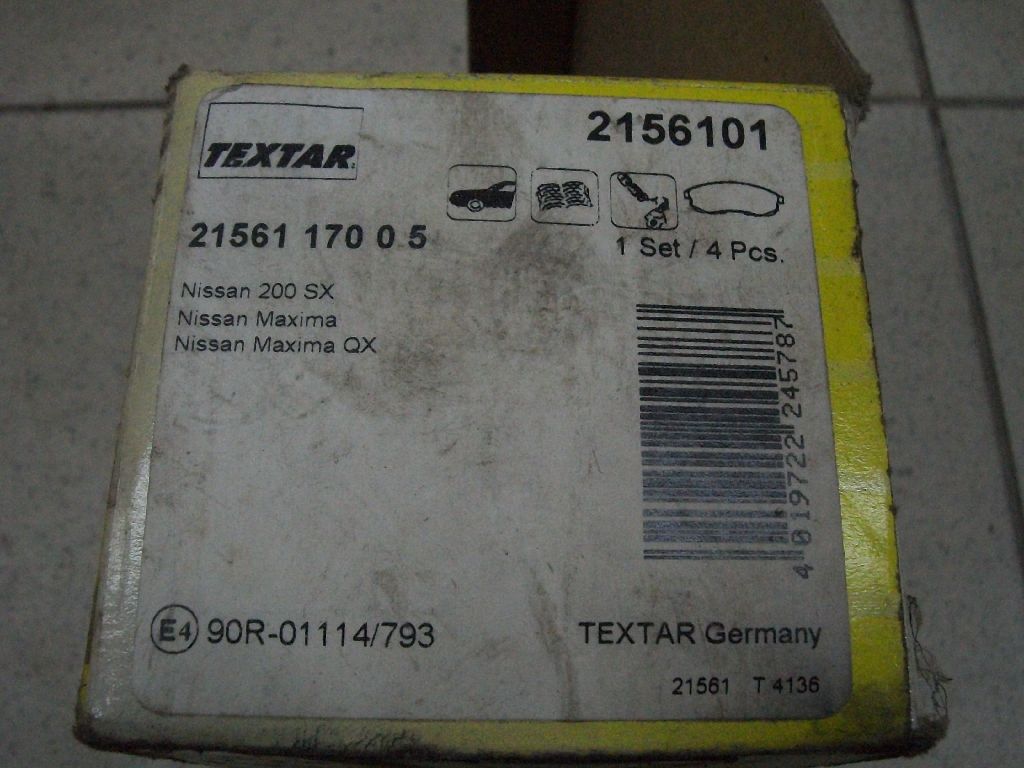 TEXTAR
2156101
21561 170 0 5
1 Set / 4 Pcs.
Nissan 200 SX
Nissan Maxima
Nissan Maxima QX
4 019722 245787
E4 90R-01114/793
TEXTAR Germany
21561 T 4136